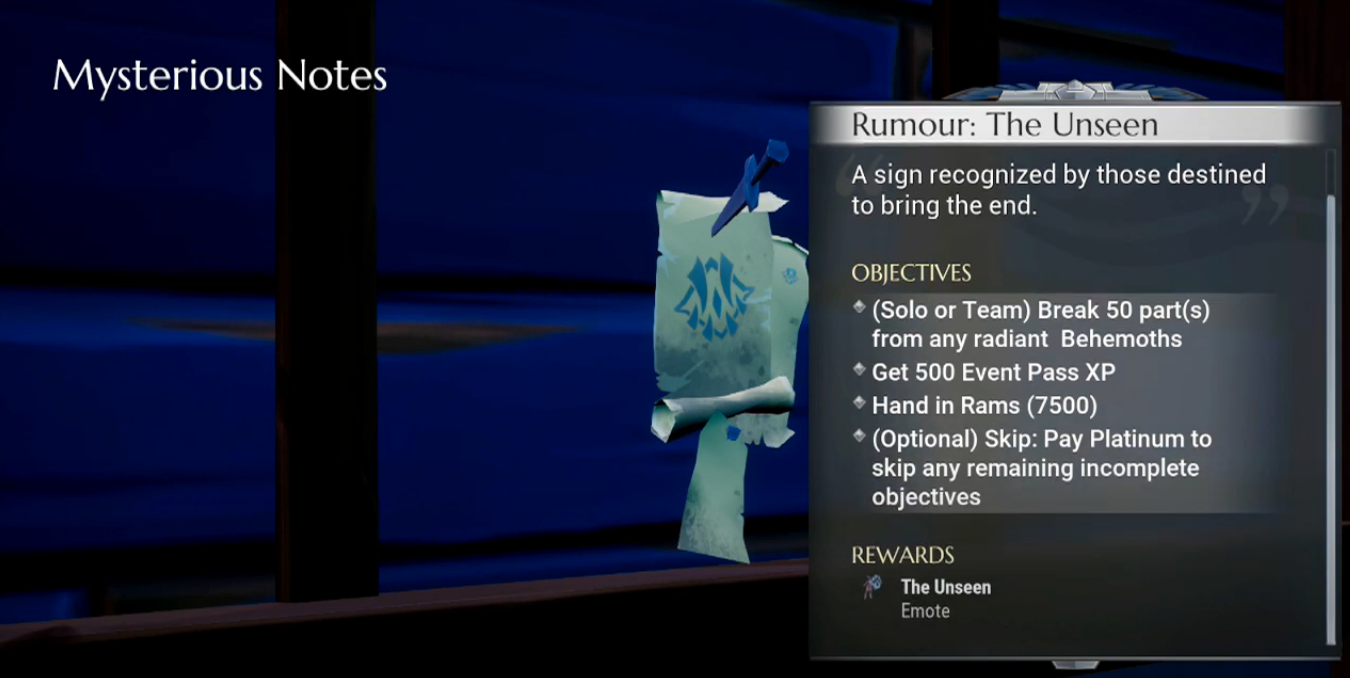 Mysterious Notes
Rumour: The Unseen
A sign recognized by those destined
to bring the end.
OBJECTIVES
(Solo or Team) Break 50 part(s)
from any radiant  Behemoths
Get 500 Event Pass XP
Hand in Rams (7500)
(Optional) Skip: Pay Platinum to
skip any remaining incomplete
objectives
REWARDS
The Unseen
Emote